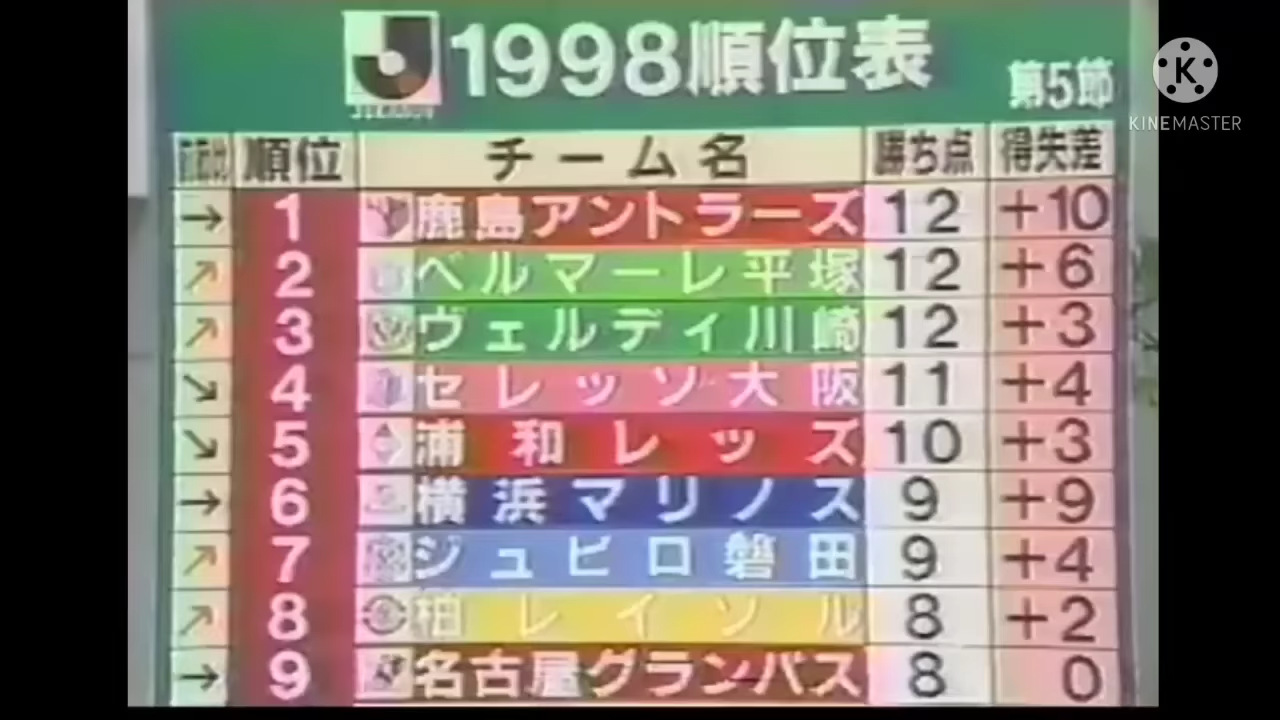 1998順位表
第5節
前節比 順位 チーム名 勝ち点 得失差
→ 1 鹿島アントラーズ 12 +10
↗ 2 ベルマーレ平塚 12 +6
↗ 3 ヴェルディ川崎 12 +3
↘ 4 セレッソ大阪 11 +4
↘ 5 浦和レッズ 10 +3
→ 6 横浜マリノス 9 +9
↗ 7 ジュビロ磐田 9 +4
↗ 8 柏レイソル 8 +2
→ 9 名古屋グランパス 8 0
K
KINEMASTER
J.LEAGUE